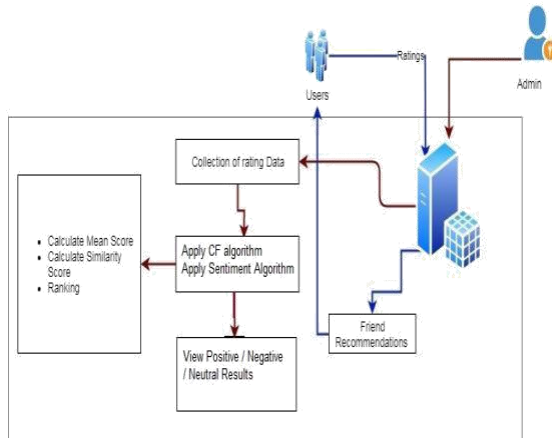 Ratings
Admin
Users
Collection of rating Data
• Calculate Mean Score
• Calculate Similarity
Score
• Ranking
Apply CF algorithm
Apply Sentiment Algorithm
Friend
Recommendations
View Positive / Negative
/ Neutral Results